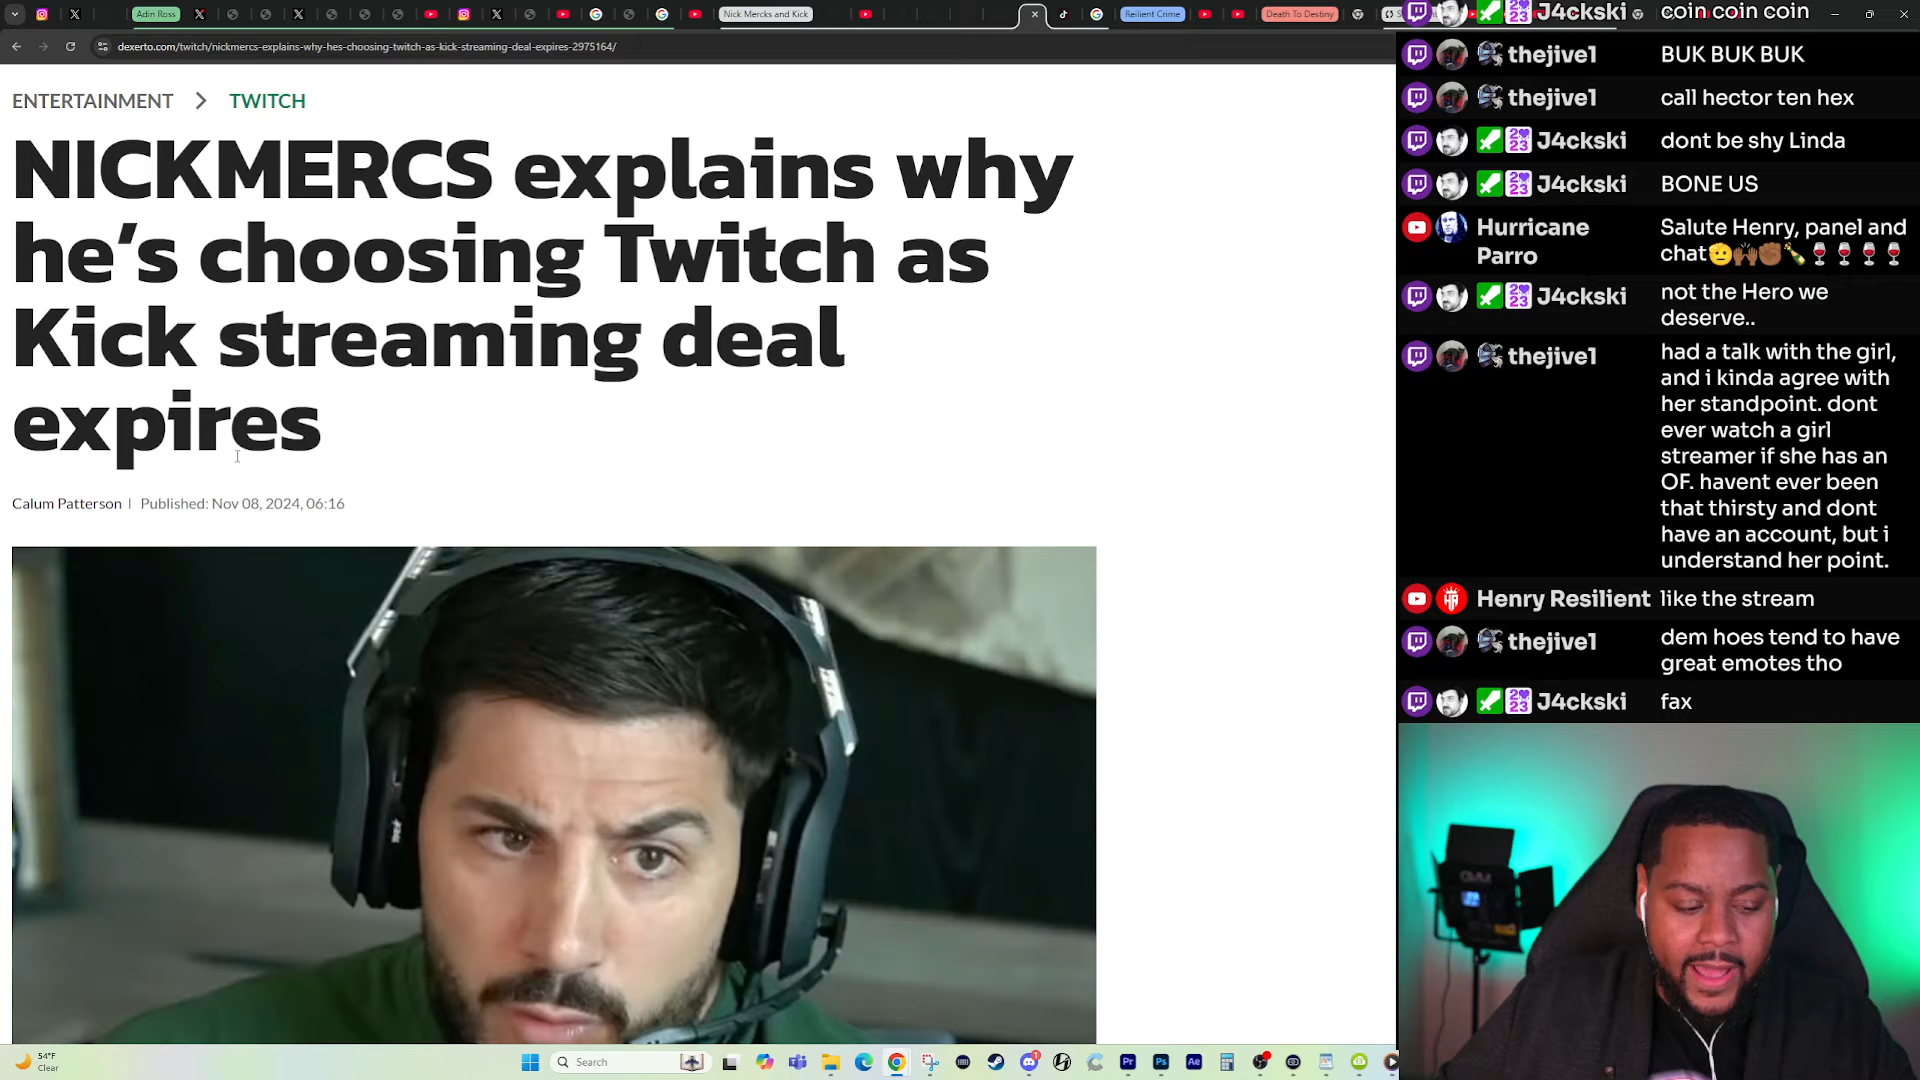 Adin Ross
Nick Mercks and Kick
Reilient Crime
Death To Destiny
dexerto.com/twitch/nickmercs-explains-why-hes-choosing-twitch-as-kick-streaming-deal-expires-2975164/
ENTERTAINMENT > TWITCH
NICKMERCS explains why
he’s choosing Twitch as
Kick streaming deal
expires
Calum Patterson | Published: Nov 08, 2024, 06:16
J4ckski coin coin coin
thejive1 BUK BUK BUK
thejive1 call hector ten hex
J4ckski dont be shy Linda
J4ckski BONE US
Hurricane Salute Henry, panel and
Parro chat🫡🙌🏾✊🏾🍾🍷🍷🍷🍷
J4ckski not the Hero we
deserve..
thejive1 had a talk with the girl,
and i kinda agree with
her standpoint. dont
ever watch a girl
streamer if she has an
OF. havent ever been
that thirsty and dont
have an account, but i
understand her point.
Henry Resilient like the stream
thejive1 dem hoes tend to have
great emotes tho
J4ckski fax
54°F
Clear
Search